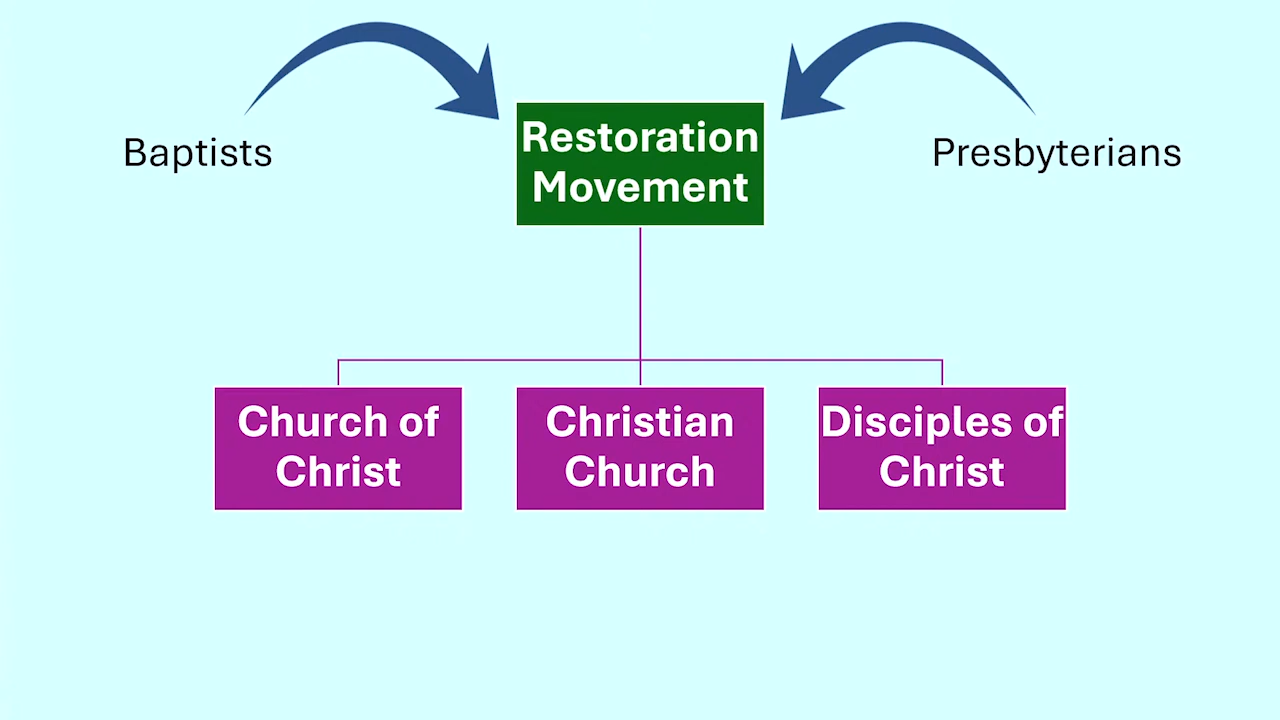 Baptists
Restoration
Movement
Presbyterians
Church of
Christ
Christian
Church
Disciples of
Christ